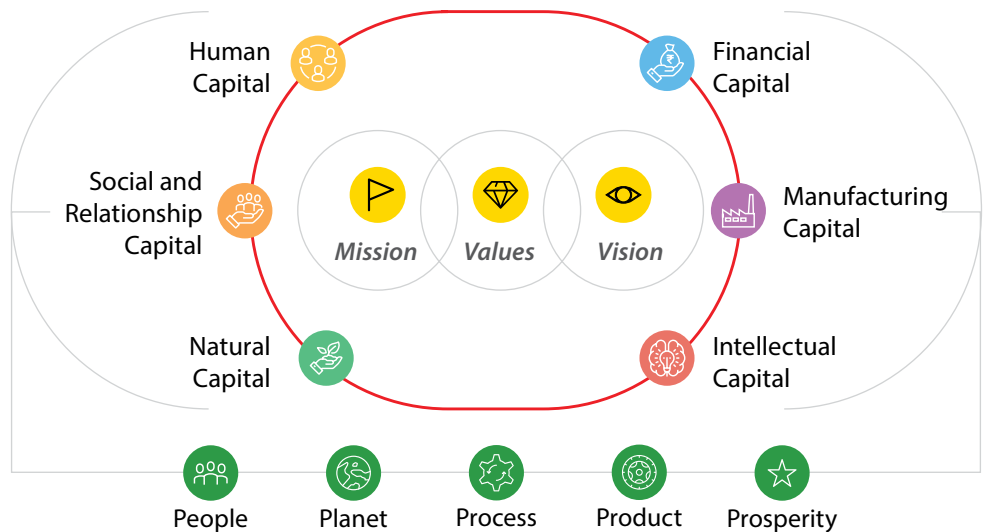 Human
Capital
Financial
Capital
Social and
Relationship
Capital
Mission
Values
Vision
Manufacturing
Capital
Natural
Capital
Intellectual
Capital
People
Planet
Process
Product
Prosperity